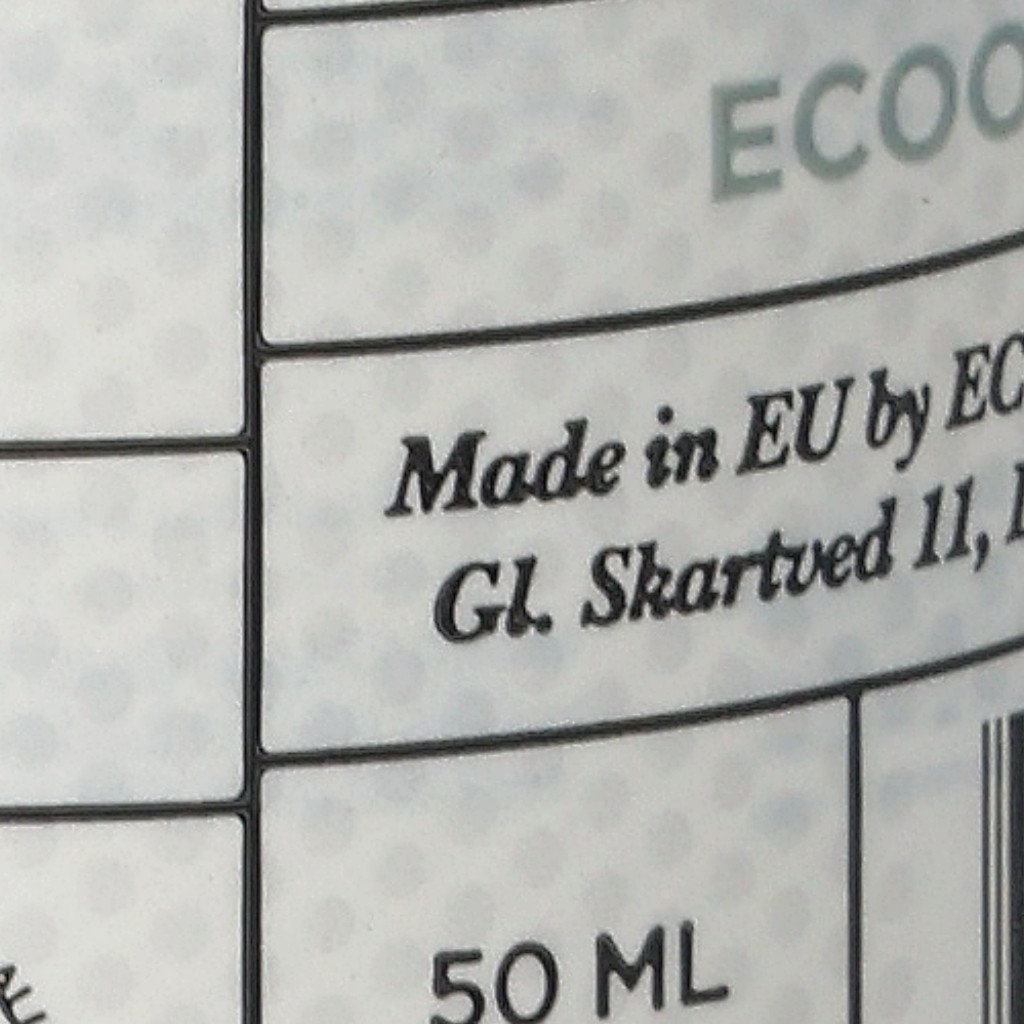 ECOO
Made in EU by EC
Gl. Skartved 11,
50 ML